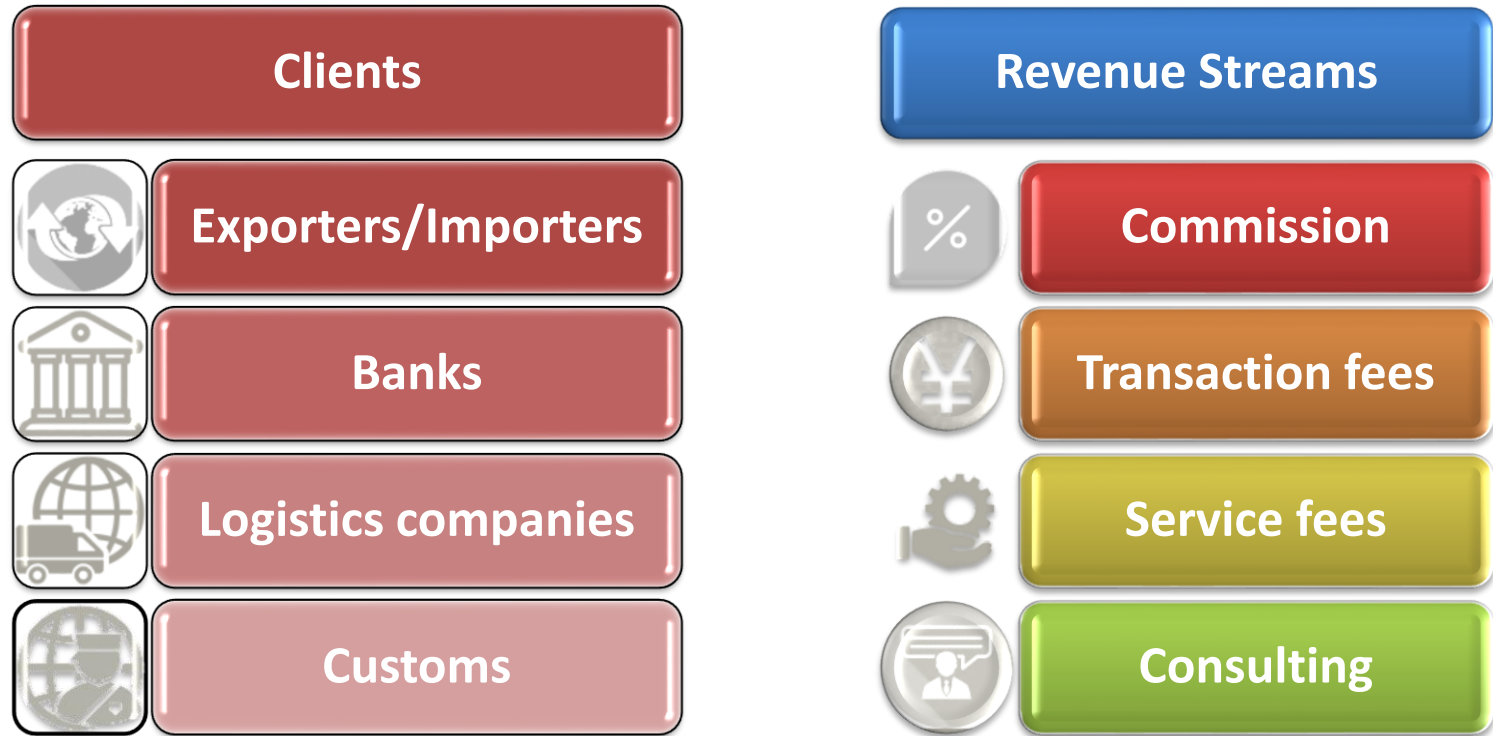 Clients
Exporters/Importers
Banks
Logistics companies
Customs
Revenue Streams
%
Commission
¥
Transaction fees
Service fees
Consulting